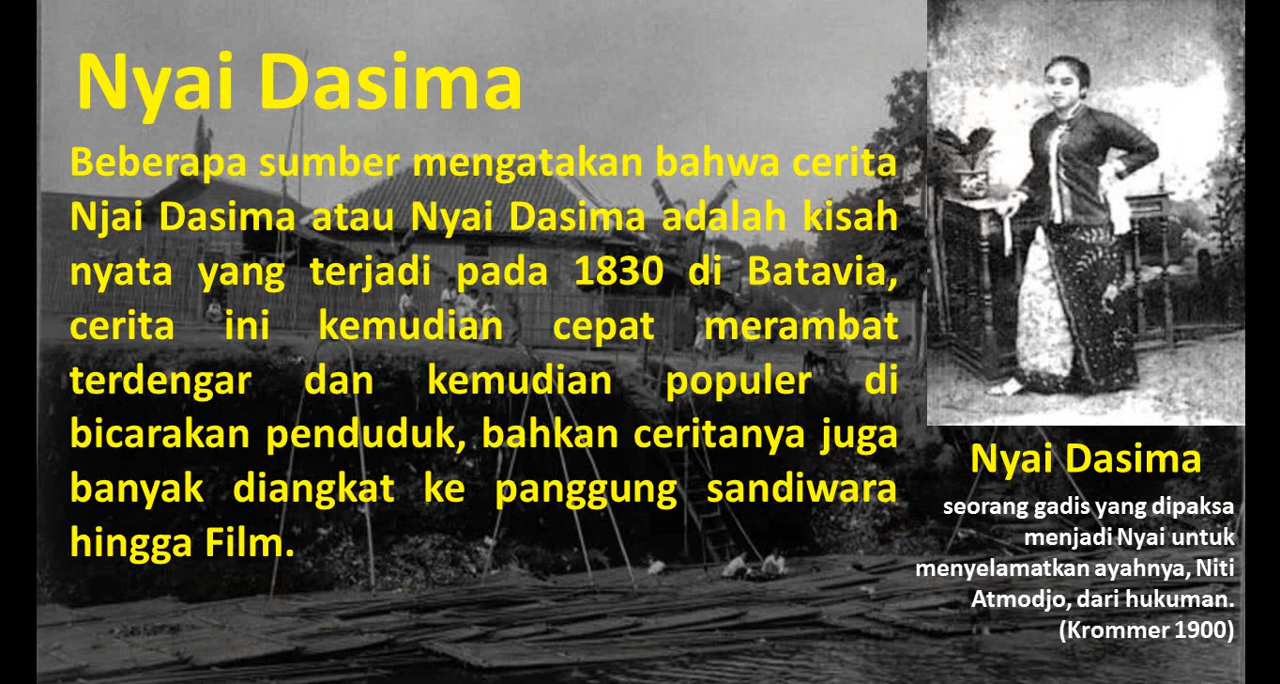 Nyai Dasima
Beberapa sumber mengatakan bahwa cerita
Njai Dasima atau Nyai Dasima adalah kisah
nyata yang terjadi pada 1830 di Batavia,
cerita ini kemudian cepat merambat
terdengar dan kemudian populer di
bicarakan penduduk, bahkan ceritanya juga
banyak diangkat ke panggung sandiwara
hingga Film.
Nyai Dasima
seorang gadis yang dipaksa
menjadi Nyai untuk
menyelamatkan ayahnya, Niti
Atmodjo, dari hukuman.
(Krommer 1900)